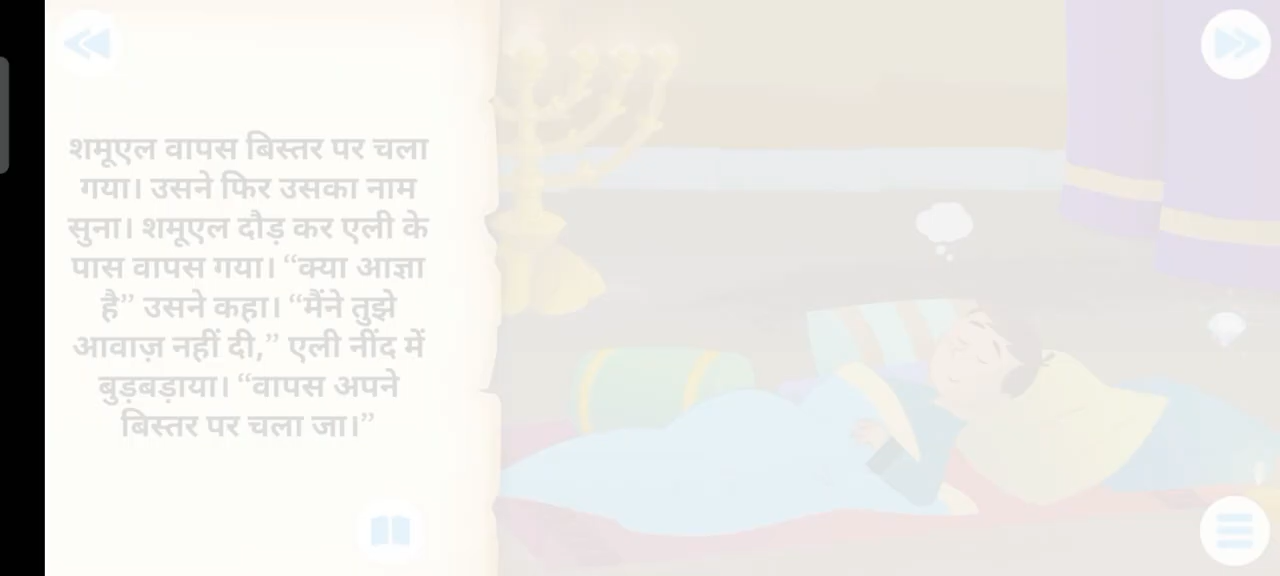 शमूएल वापस बिस्तर पर चला
गया। उसने फिर उसका नाम
सुना। शमूएल दौड़ कर एली के
पास वापस गया। “क्या आज्ञा
है” उसने कहा। “मैंने तुझे
आवाज़ नहीं दी,” एली नींद में
बुड़बड़ाया। “वापस अपने
बिस्तर पर चला जा।”